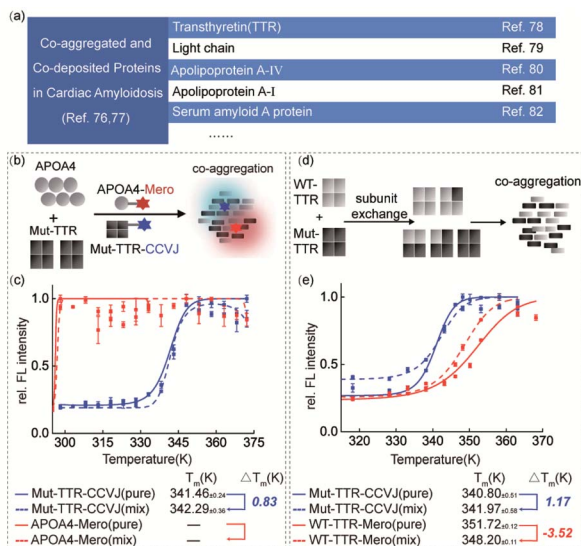 (a)
Co-aggregated and
Co-deposited Proteins
in Cardiac Amyloidosis
(Ref. 76,77)
Transthyretin(TTR) Ref. 78
Light chain Ref. 79
Apolipoprotein A-IV Ref. 80
Apolipoprotein A-I Ref. 81
Serum amyloid A protein Ref. 82
......
(b)
APOA4
+
Mut-TTR
APOA4-Mero
Mut-TTR-CCVJ
co-aggregation
(d)
WT-
TTR
+
Mut-
TTR
subunit
exchange
co-aggregation
(c)
rel. FL intensity
1.0
0.5
0.0
300 315 330 345 360 375
Temperature(K)
Tm(K) △Tm(K)
Mut-TTR-CCVJ(pure) 341.46±0.24
Mut-TTR-CCVJ(mix) 342.29±0.36
0.83
APOA4-Mero(pure) —
APOA4-Mero(mix) —
(e)
rel. FL intensity
1.0
0.5
0.0
320 330 340 350 360 370
Temperature(K)
Tm(K) △Tm(K)
Mut-TTR-CCVJ(pure) 340.80±0.51
Mut-TTR-CCVJ(mix) 341.97±0.58
1.17
WT-TTR-Mero(pure) 351.72±0.12
WT-TTR-Mero(mix) 348.20±0.11
-3.52